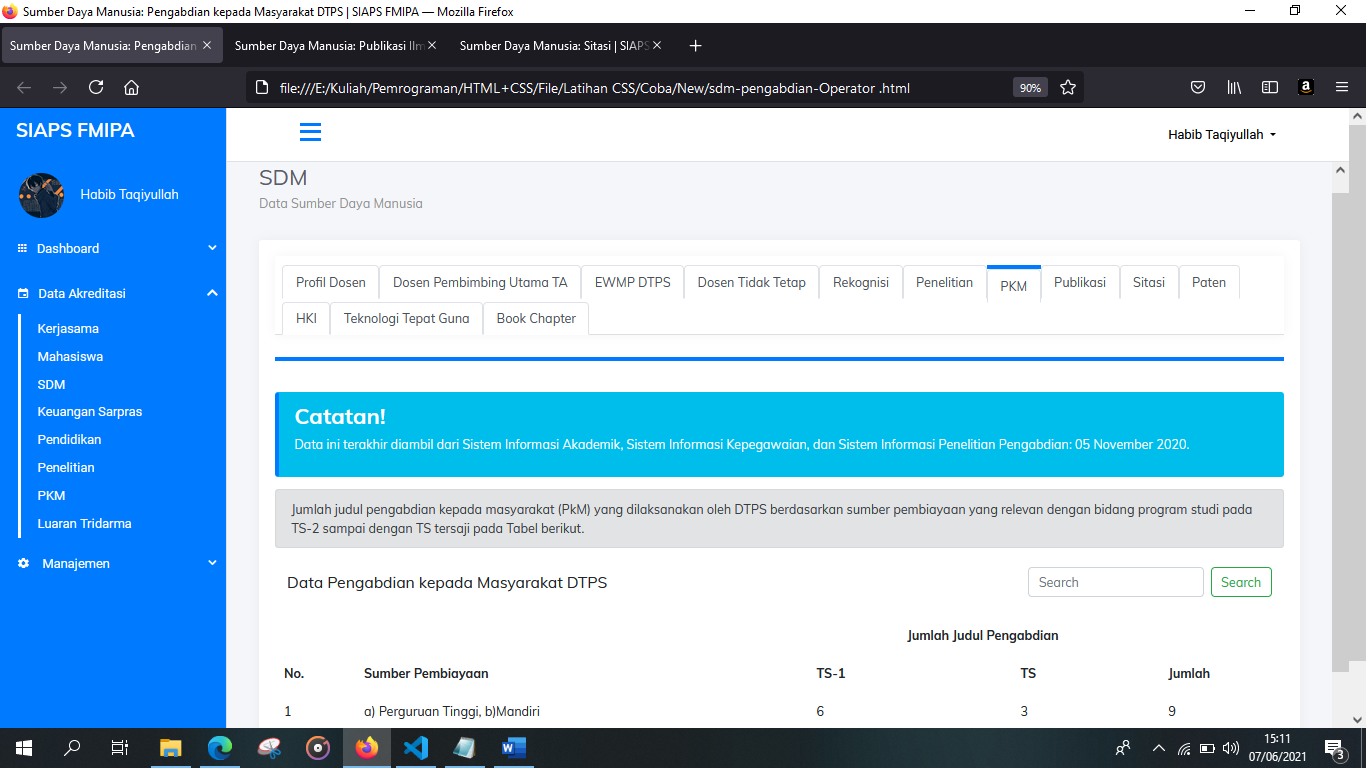 Sumber Daya Manusia: Pengabdian kepada Masyarakat DTPS | SIAPS FMIPA — Mozilla Firefox
Sumber Daya Manusia: Pengabdian
Sumber Daya Manusia: Publikasi Ilm
Sumber Daya Manusia: Sitasi | SIAPS
file:///E:/Kuliah/Pemrograman/HTML+CSS/File/Latihan CSS/Coba/New/sdm-pengabdian-Operator .html
90%
SIAPS FMIPA
Habib Taqiyullah
Habib Taqiyullah
Dashboard
Data Akreditasi
Kerjasama
Mahasiswa
SDM
Keuangan Sarpras
Pendidikan
Penelitian
PKM
Luaran Tridarma
Manajemen
SDM
Data Sumber Daya Manusia
Profil Dosen Dosen Pembimbing Utama TA EWMP DTPS Dosen Tidak Tetap Rekognisi Penelitian PKM Publikasi Sitasi Paten
HKI Teknologi Tepat Guna Book Chapter
Catatan!
Data ini terakhir diambil dari Sistem Informasi Akademik, Sistem Informasi Kepegawaian, dan Sistem Informasi Penelitian Pengabdian: 05 November 2020.
Jumlah judul pengabdian kepada masyarakat (PkM) yang dilaksanakan oleh DTPS berdasarkan sumber pembiayaan yang relevan dengan bidang program studi pada
TS-2 sampai dengan TS tersaji pada Tabel berikut.
Data Pengabdian kepada Masyarakat DTPS
Search Search
Jumlah Judul Pengabdian
No. Sumber Pembiayaan TS-1 TS Jumlah
1 a) Perguruan Tinggi, b)Mandiri 6 3 9
15:11
07/06/2021
3